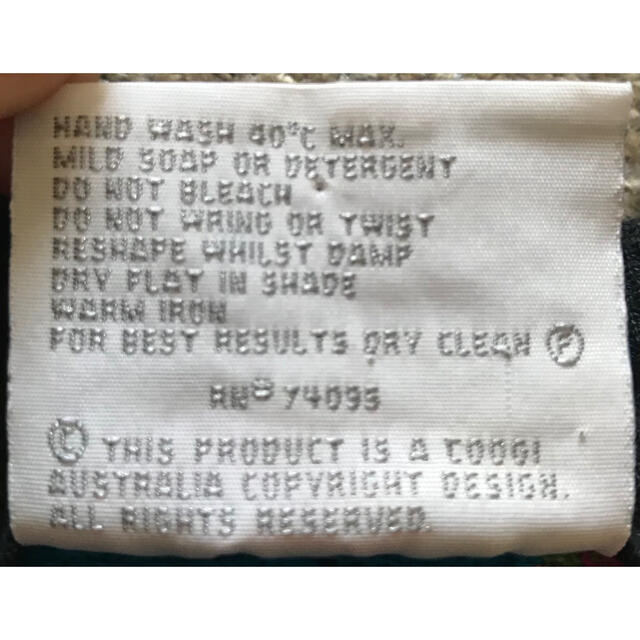 HAND WASH 40°C MAX.
MILD SOAP OR DETERGENT
DO NOT BLEACH
DO NOT WRING OR TWIST
RESHAPE WHILST DAMP
DRY FLAT IN SHADE
WARM IRON
FOR BEST RESULTS DRY CLEAN Ⓕ
RNº 74095
© THIS PRODUCT IS A COOGI
AUSTRALIA COPYRIGHT DESIGN.
ALL RIGHTS RESERVED.